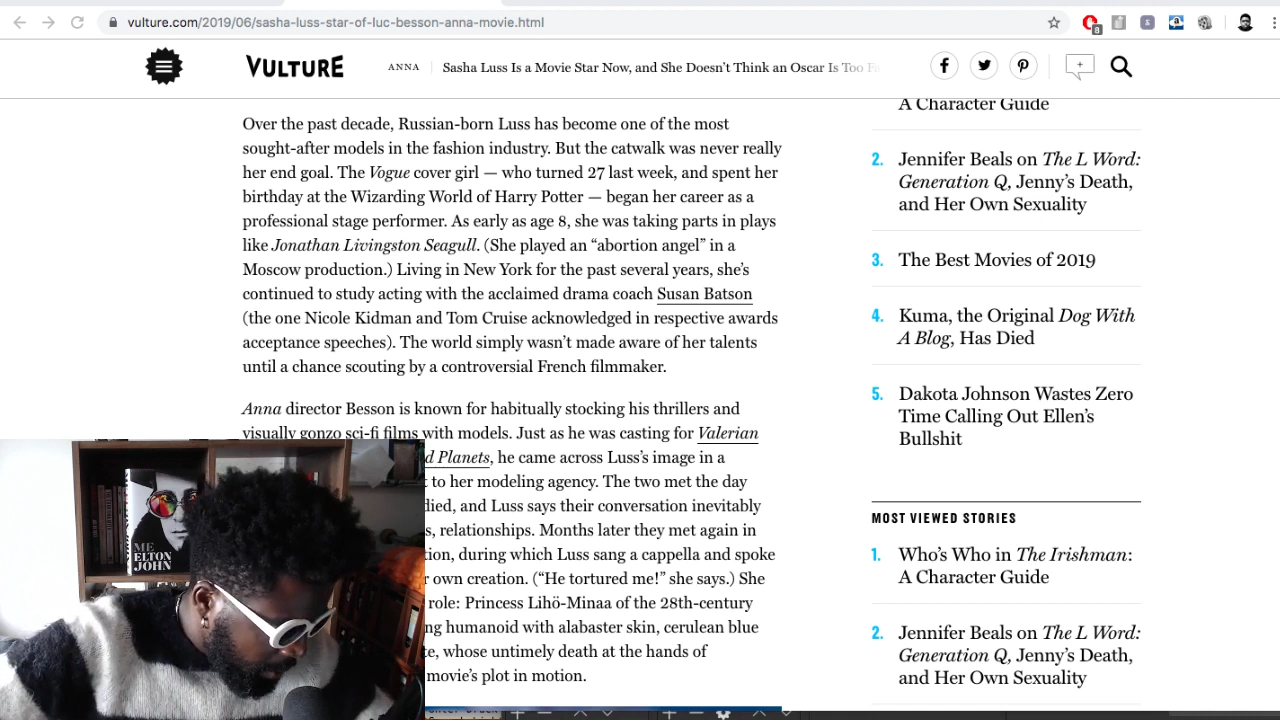 vulture.com/2019/06/sasha-luss-star-of-luc-besson-anna-movie.html
8
VULTURE
ANNA
Sasha Luss Is a Movie Star Now, and She Doesn't Think an Oscar Is Too
Over the past decade, Russian-born Luss has become one of the most
sought-after models in the fashion industry. But the catwalk was never really
her end goal. The Vogue cover girl — who turned 27 last week, and spent her
birthday at the Wizarding World of Harry Potter — began her career as a
professional stage performer. As early as age 8, she was taking parts in plays
like Jonathan Livingston Seagull. (She played an “abortion angel” in a
Moscow production.) Living in New York for the past several years, she’s
continued to study acting with the acclaimed drama coach Susan Batson
(the one Nicole Kidman and Tom Cruise acknowledged in respective awards
acceptance speeches). The world simply wasn’t made aware of her talents
until a chance scouting by a controversial French filmmaker.
Anna director Besson is known for habitually stocking his thrillers and
visually gonzo sci-fi films with models. Just as he was casting for Valerian
d Planets, he came across Luss’s image in a
to her modeling agency. The two met the day
died, and Luss says their conversation inevitably
s, relationships. Months later they met again in
tion, during which Luss sang a cappella and spoke
r own creation. (“He tortured me!” she says.) She
role: Princess Lihö-Minaa of the 28th-century
ng humanoid with alabaster skin, cerulean blue
te, whose untimely death at the hands of
movie’s plot in motion.
ME
ELTON
JOHN
A Character Guide
2. Jennifer Beals on The L Word:
Generation Q, Jenny’s Death,
and Her Own Sexuality
3. The Best Movies of 2019
4. Kuma, the Original Dog With
A Blog, Has Died
5. Dakota Johnson Wastes Zero
Time Calling Out Ellen’s
Bullshit
MOST VIEWED STORIES
1. Who’s Who in The Irishman:
A Character Guide
2. Jennifer Beals on The L Word:
Generation Q, Jenny’s Death,
and Her Own Sexuality